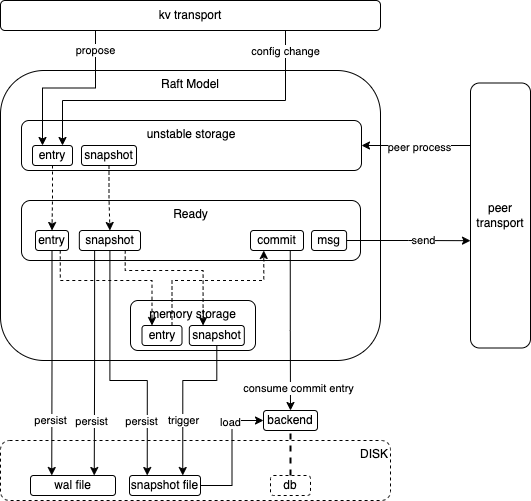 kv transport
propose
config change
Raft Model
unstable storage
entry
snapshot
peer process
peer
transport
Ready
entry
snapshot
commit
msg
send
memory storage
entry
snapshot
consume commit entry
persist
persist
persist
trigger
load
backend
DISK
wal file
snapshot file
db